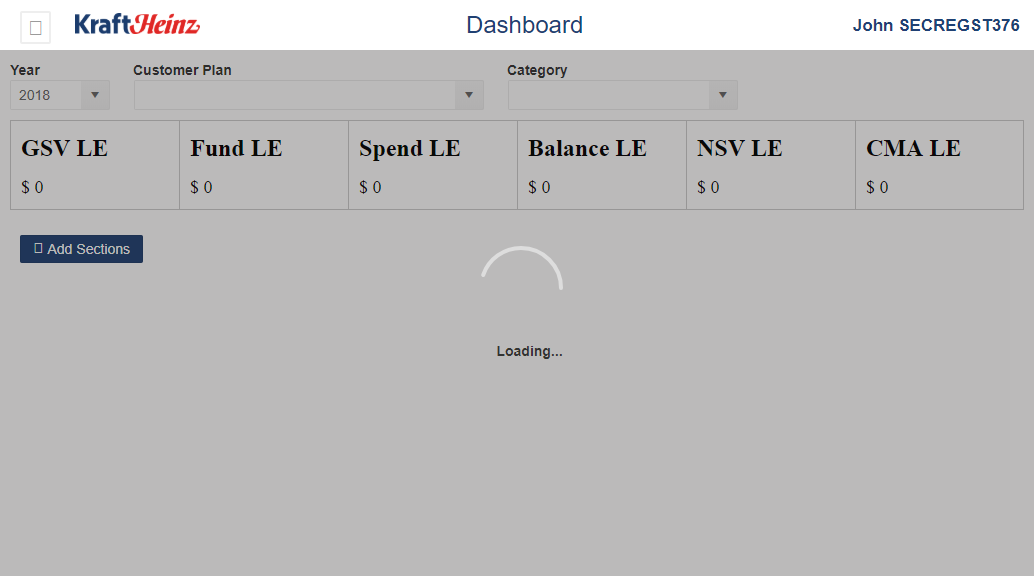 KraftHeinz Dashboard John SECREGST376
Year Customer Plan Category
2018
GSV LE Fund LE Spend LE Balance LE NSV LE CMA LE
$ 0 $ 0 $ 0 $ 0 $ 0 $ 0
Add Sections
Loading...